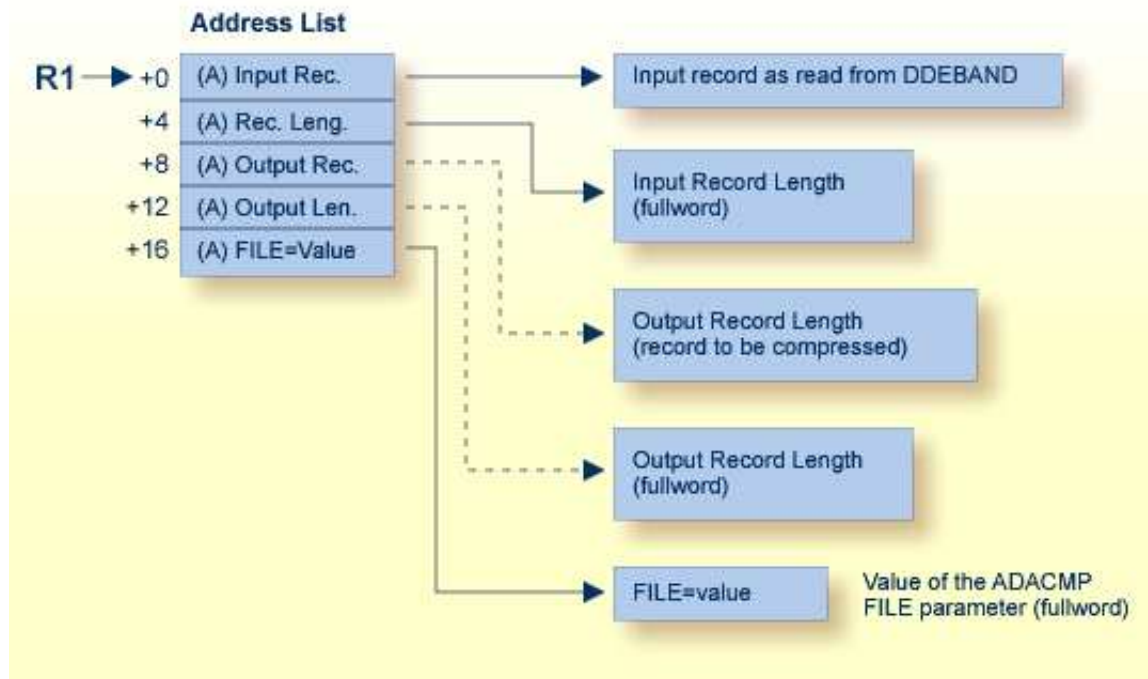 Address List
R1
+0
(A) Input Rec.
Input record as read from DDEBAND
+4
(A) Rec. Leng.
+8
(A) Output Rec.
Input Record Length
(fullword)
+12
(A) Output Len.
+16
(A) FILE=Value
Output Record Length
(record to be compressed)
Output Record Length
(fullword)
FILE=value
Value of the ADACMP
FILE parameter (fullword)